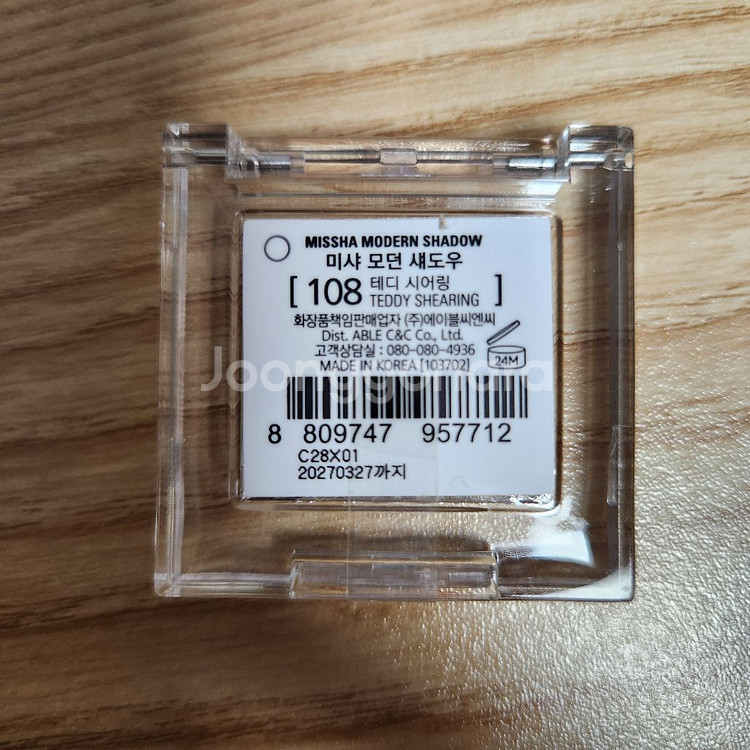 MISSHA MODERN SHADOW
미샤 모던 섀도우
[ 108 테디 시어링 ]
TEDDY SHEARING
화장품책임판매업자 (주)에이블씨엔씨
Dist. ABLE C&C Co., Ltd.
고객상담실 : 080-080-4936
MADE IN KOREA [103702]
24M
Joonggonara
8 809747 957712
C28X01
20270327까지